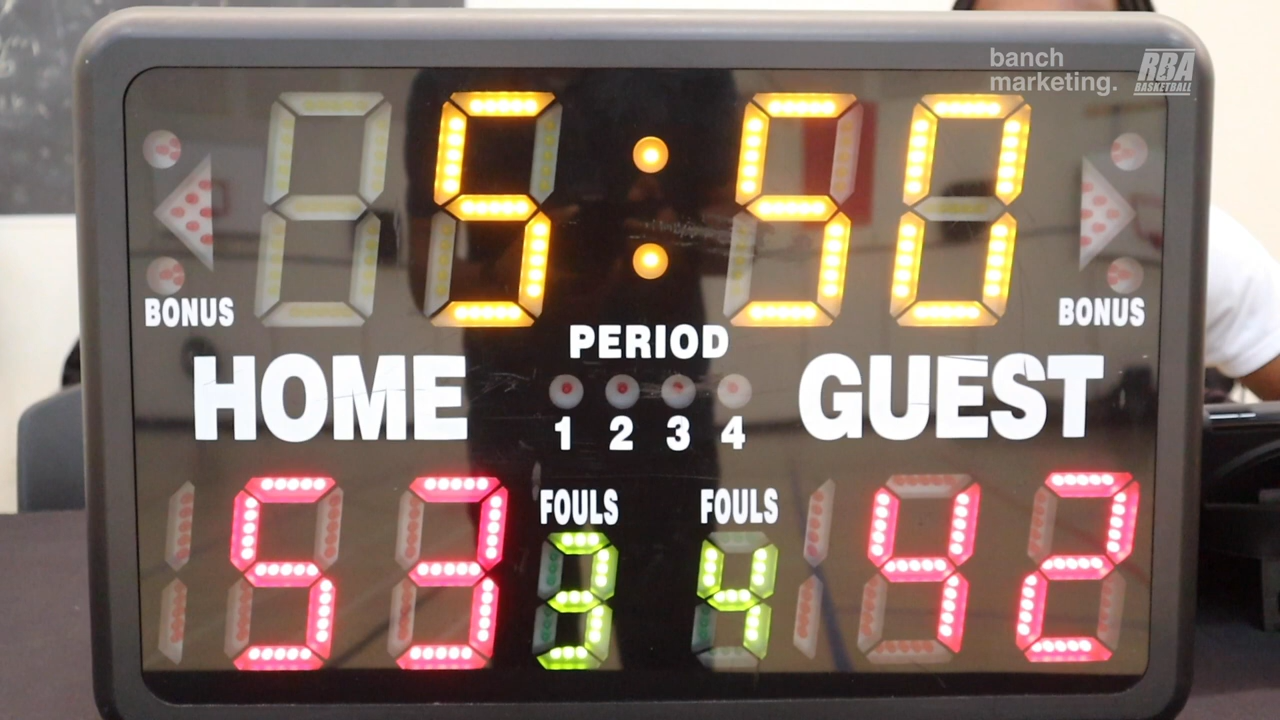 banch
marketing.
RBA
BASKETBALL
5:50
BONUS
BONUS
PERIOD
HOME
GUEST
1 2 3 4
FOULS FOULS
53 3 4 42